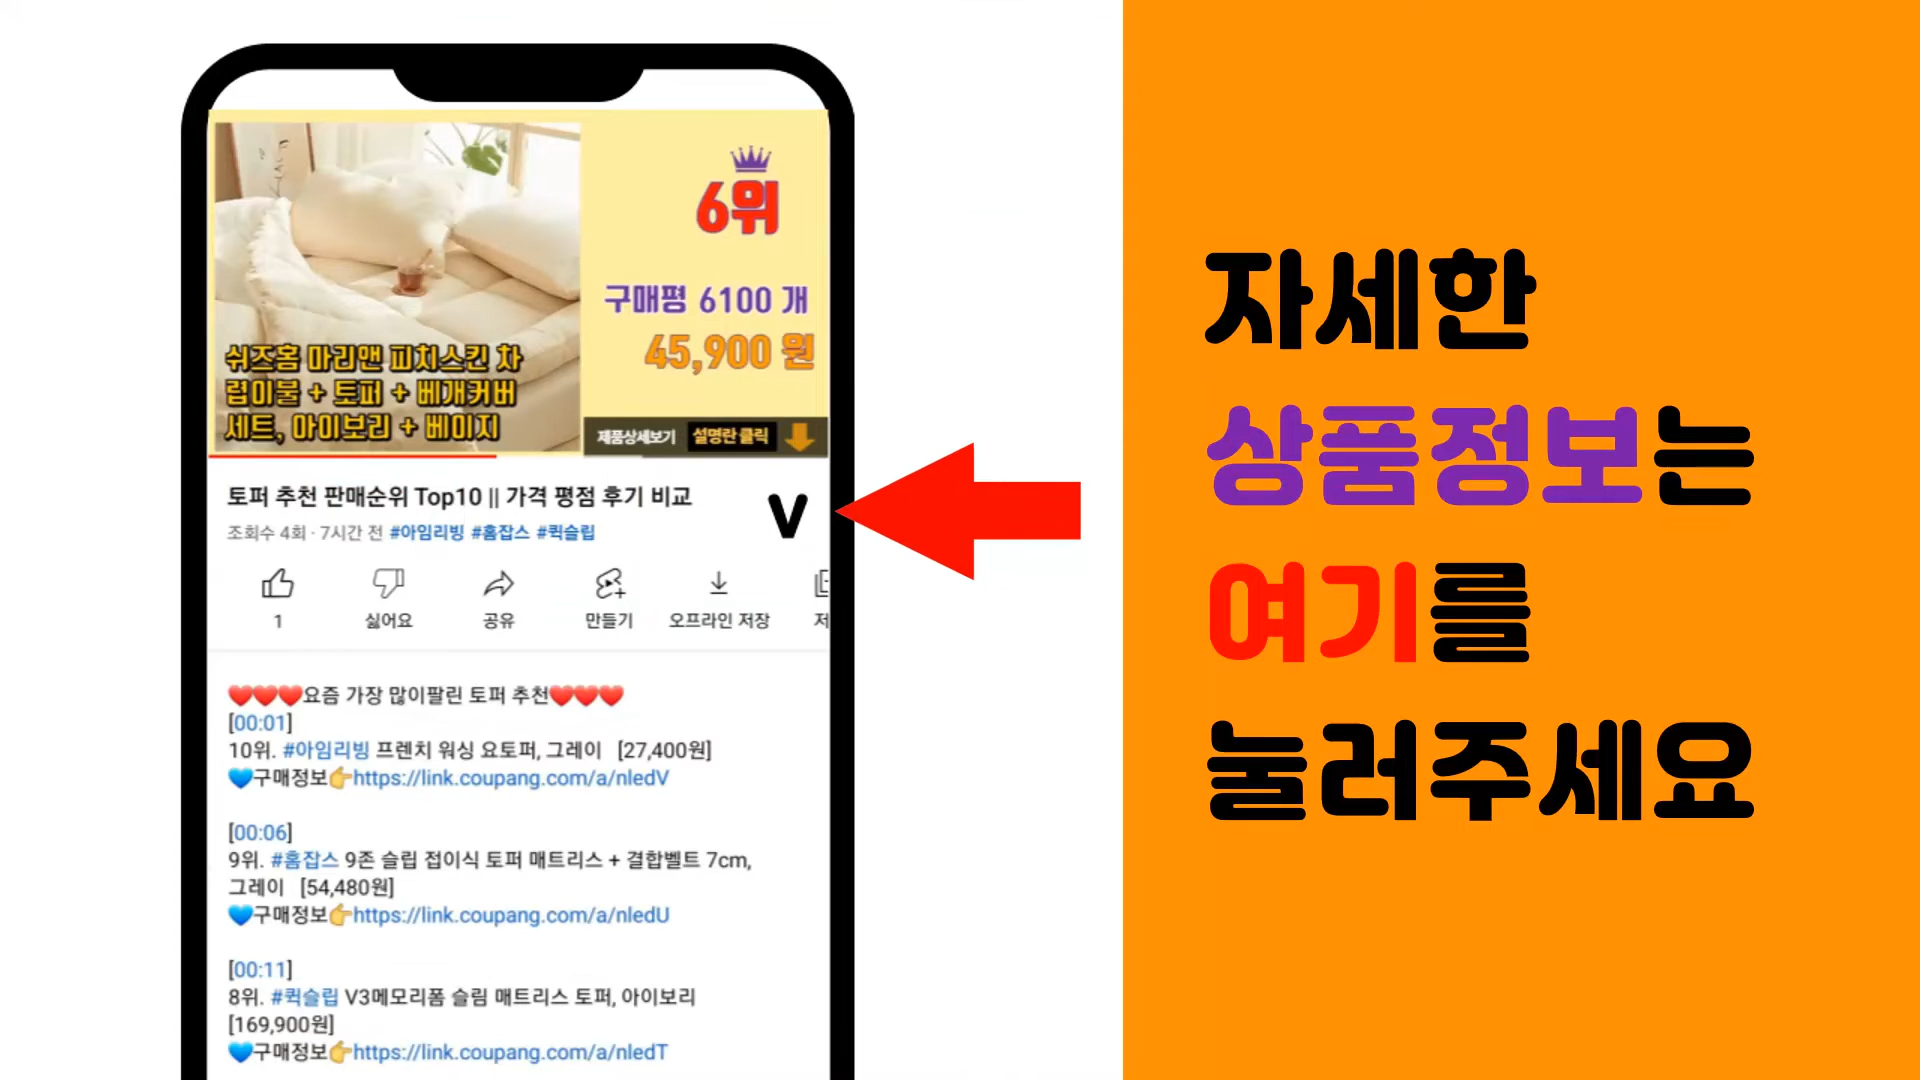 6위
구매평 6100 개
45,900 원
쉬즈홈 마리앤 피치스킨 차
렵이불 + 토퍼 + 베개커버
세트, 아이보리 + 베이지
제품상세보기 설명란 클릭
토퍼 추천 판매순위 Top10 || 가격 평점 후기 비교
V
조회수 4회 · 7시간 전 #아임리빙 #홈잡스 #퀵슬립
1 싫어요 공유 만들기 오프라인 저장 저
❤️❤️❤️요즘 가장 많이팔린 토퍼 추천❤️❤️❤️
[00:01]
10위. #아임리빙 프렌치 워싱 요토퍼, 그레이 [27,400원]
💙구매정보👉https://link.coupang.com/a/nledV
[00:06]
9위. #홈잡스 9존 슬립 접이식 토퍼 매트리스 + 결합벨트 7cm,
그레이 [54,480원]
💙구매정보👉https://link.coupang.com/a/nledU
[00:11]
8위. #퀵슬립 V3메모리폼 슬림 매트리스 토퍼, 아이보리
[169,900원]
💙구매정보👉https://link.coupang.com/a/nledT
자세한
상품정보는
여기를
눌러주세요